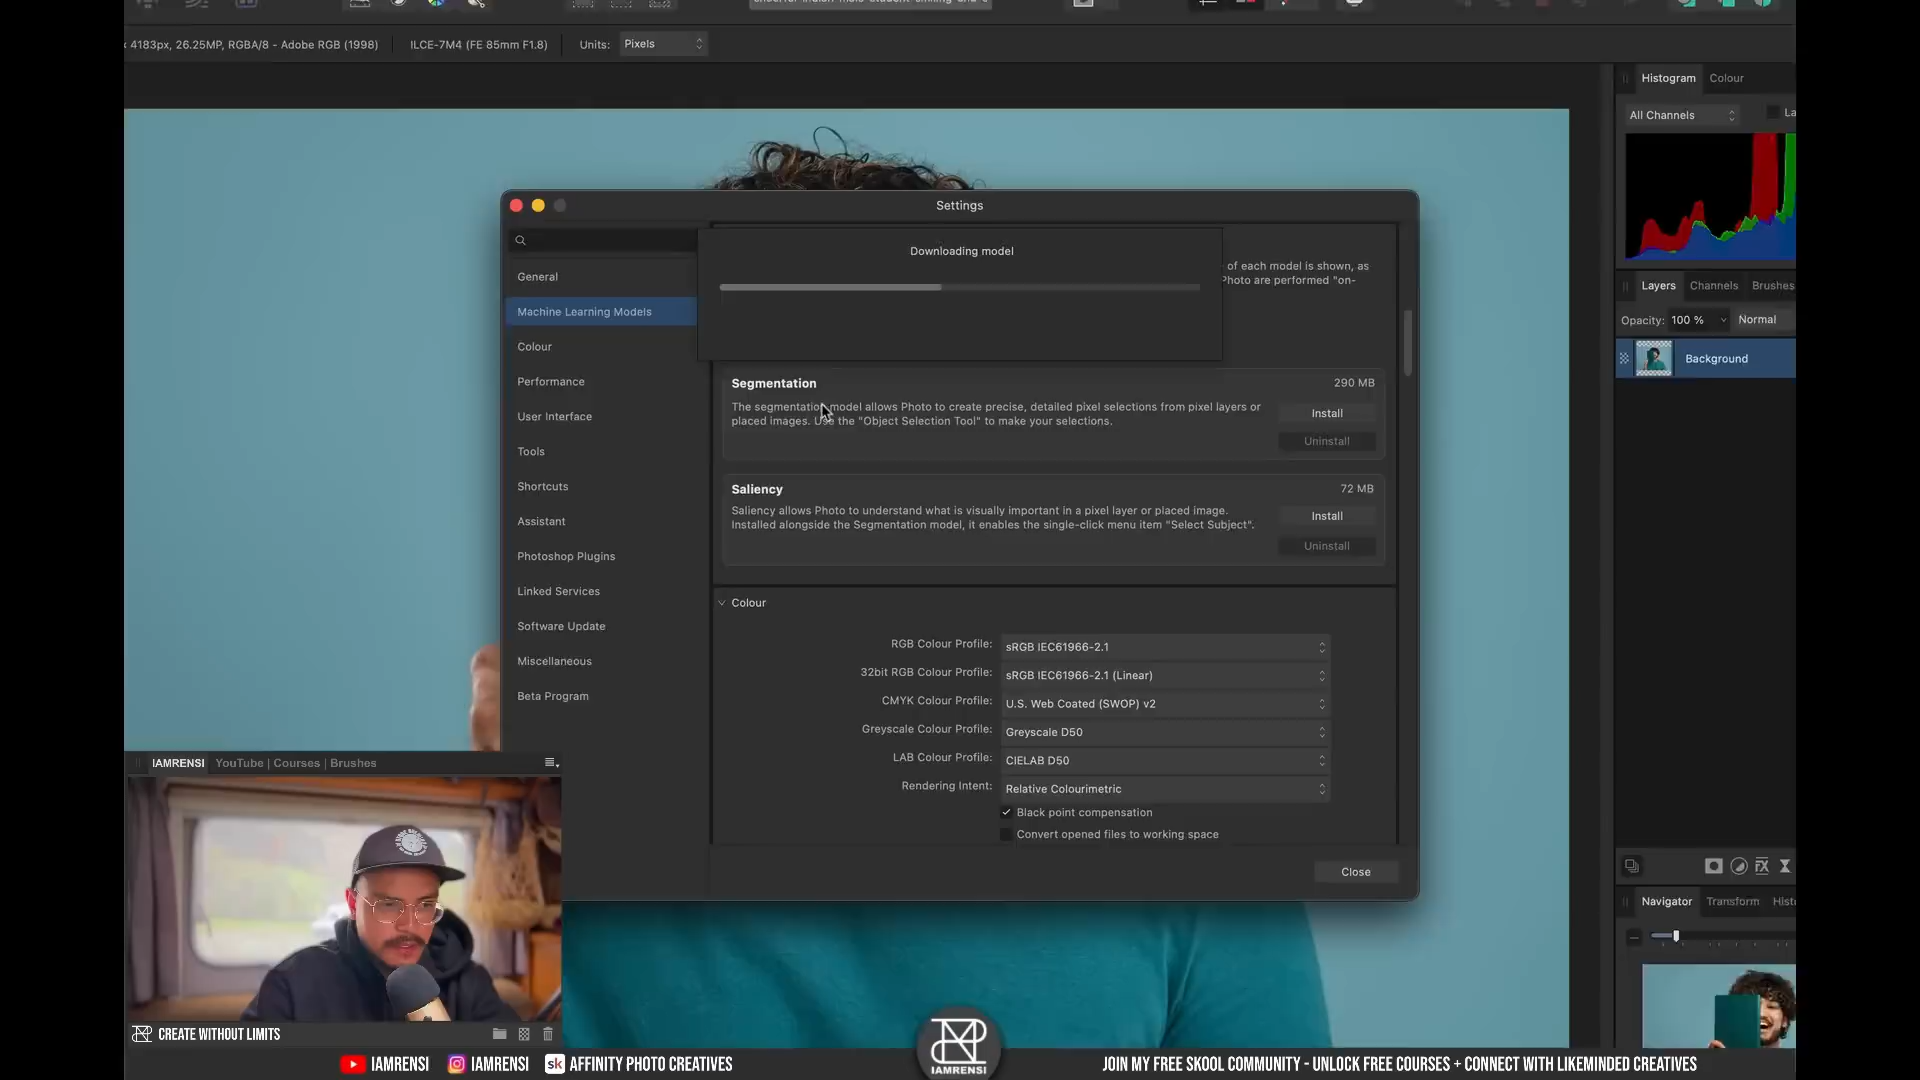 4183px, 26.25MP, RGBA/8 - Adobe RGB (1998)
ILCE-7M4 (FE 85mm F1.8)
Units: Pixels
Histogram Colour
All Channels
La
Settings
Downloading model
of each model is shown, as
Photo are performed "on-
General
Machine Learning Models
Colour
Performance
User Interface
Tools
Shortcuts
Assistant
Photoshop Plugins
Linked Services
Software Update
Miscellaneous
Beta Program
Segmentation 290 MB
The segmentation model allows Photo to create precise, detailed pixel selections from pixel layers or
placed images. Use the "Object Selection Tool" to make your selections.
Install
Uninstall
Saliency 72 MB
Saliency allows Photo to understand what is visually important in a pixel layer or placed image.
Installed alongside the Segmentation model, it enables the single-click menu item "Select Subject".
Install
Uninstall
Colour
RGB Colour Profile: sRGB IEC61966-2.1
32bit RGB Colour Profile: sRGB IEC61966-2.1 (Linear)
CMYK Colour Profile: U.S. Web Coated (SWOP) v2
Greyscale Colour Profile: Greyscale D50
LAB Colour Profile: CIELAB D50
Rendering Intent: Relative Colourimetric
Black point compensation
Convert opened files to working space
Close
Layers Channels Brushes
Opacity: 100 % Normal
Background
Navigator Transform Hist
IAMRENSI YouTube | Courses | Brushes
CREATE WITHOUT LIMITS
IAMRENSI IAMRENSI sk AFFINITY PHOTO CREATIVES
IAMRENSI
JOIN MY FREE SKOOL COMMUNITY - UNLOCK FREE COURSES + CONNECT WITH LIKEMINDED CREATIVES